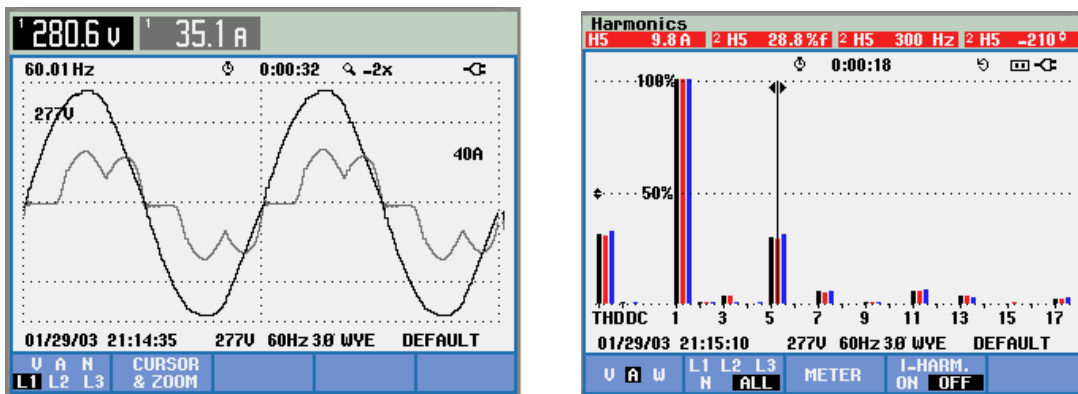 1 280.6 V 1 35.1 A
60.01 Hz 0:00:32 -2x
277V
40A
1
01/29/03 21:14:35 277V 60Hz 3.Ø WYE DEFAULT
V A N
L1 L2 L3
CURSOR
& ZOOM
Harmonics
H5 9.8 A 2 H5 28.8%f 2 H5 300 Hz 2 H5 -210°
0:00:18
100%
50%
THDDC 1 3 5 7 9 11 13 15 17
01/29/03 21:15:10 277V 60Hz 3.Ø WYE DEFAULT
V A W
L1 L2 L3
N ALL
METER
I-HARM.
ON OFF